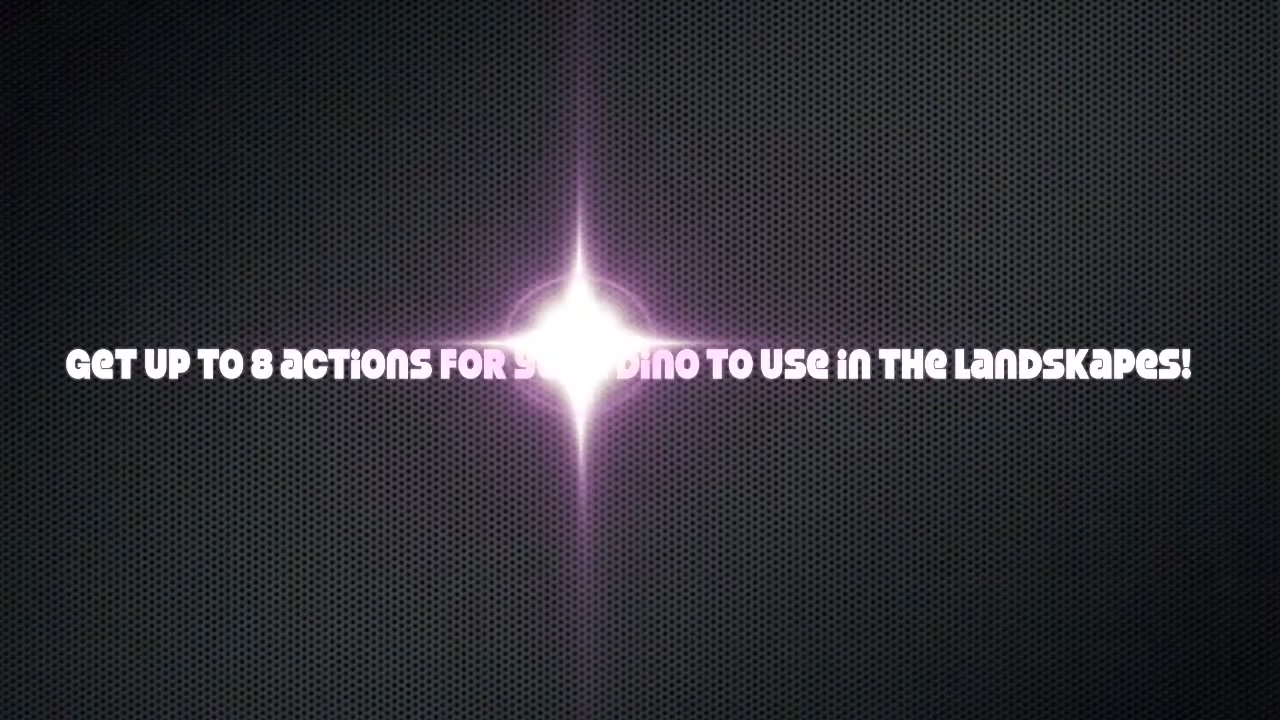 GET UP TO 8 ACTIONS FOR DINO TO USE IN THE LANDSKAPES!